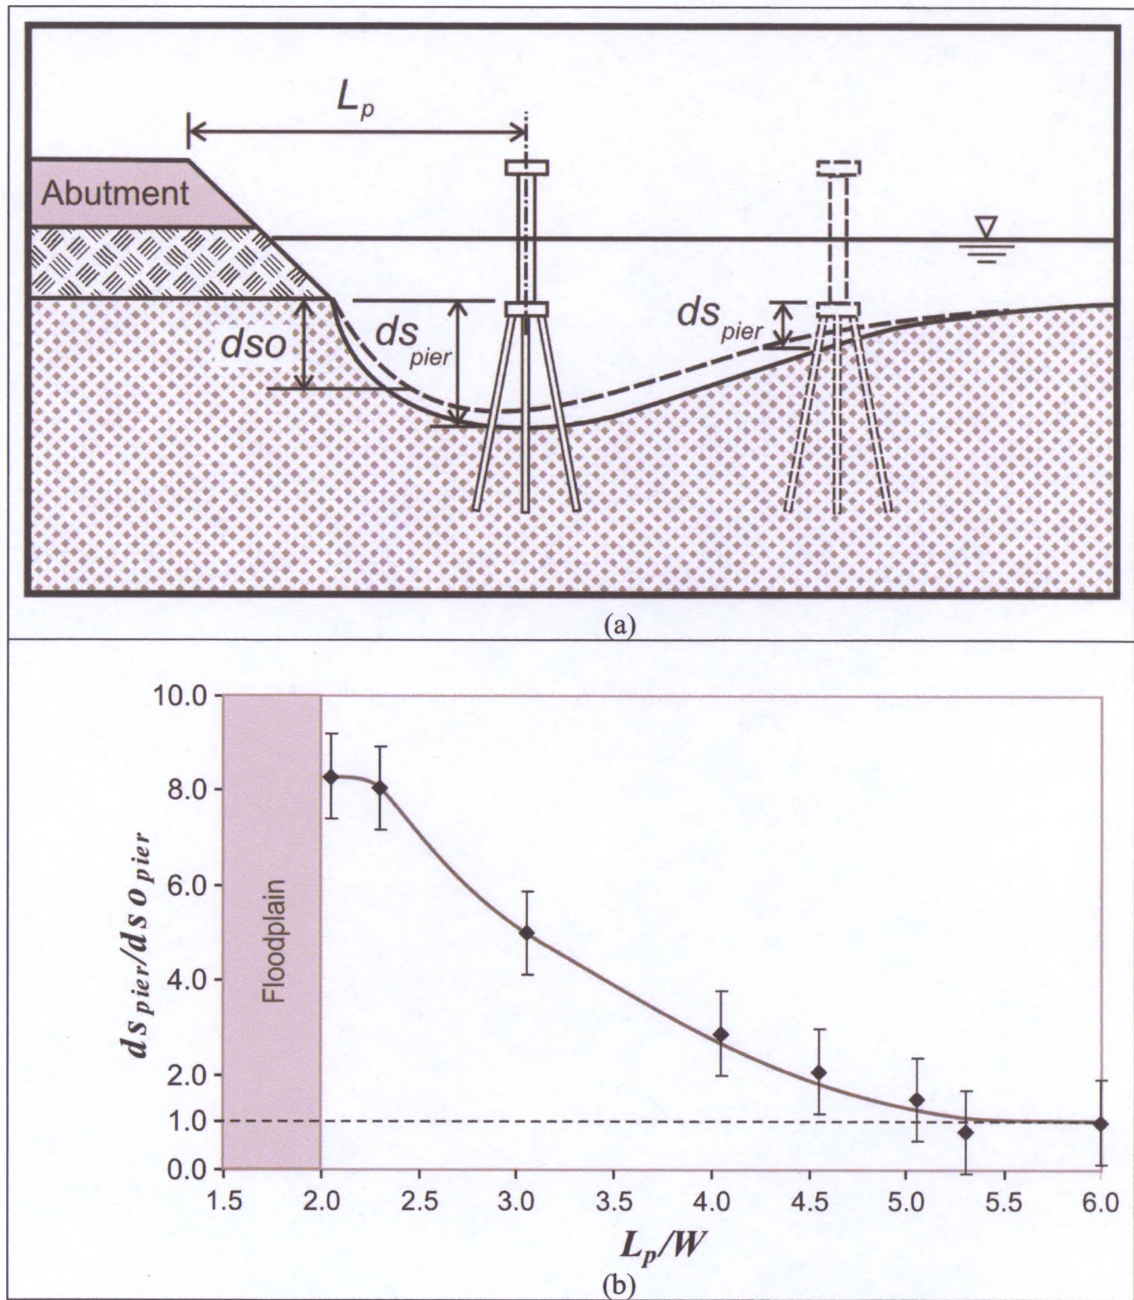 L_p
Abutment
dso
ds_pier
ds_pier
(a)
10.0
8.0
6.0
4.0
2.0
1.0
0.0
ds_pier/dso_pier
Floodplain
1.5 2.0 2.5 3.0 3.5 4.0 4.5 5.0 5.5 6.0
L_p/W
(b)